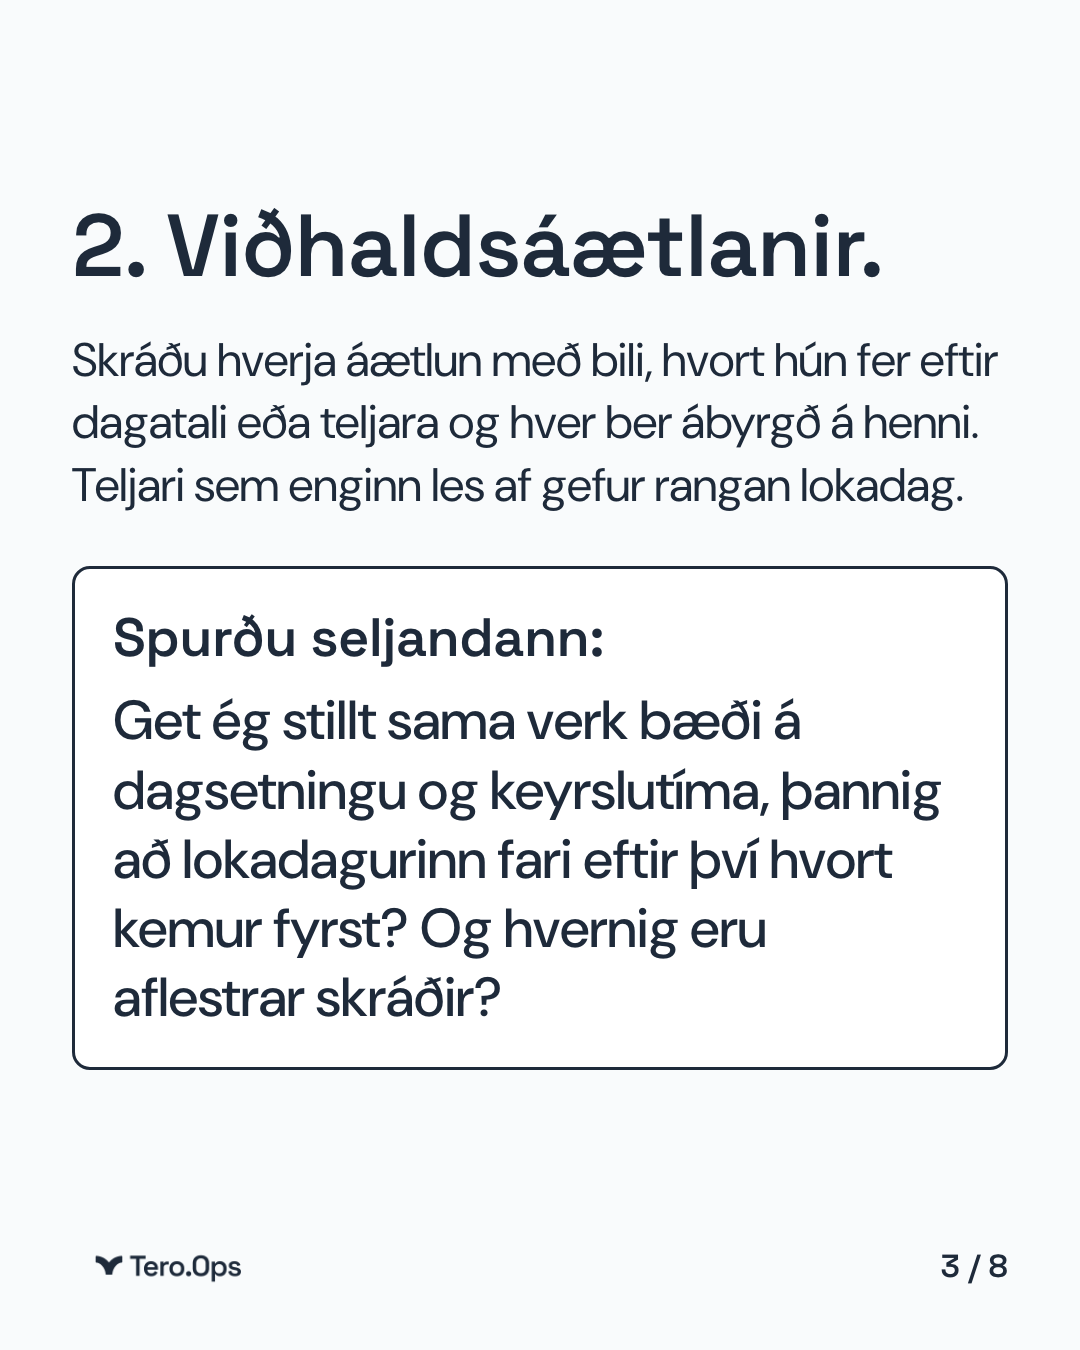 2. Viðhaldsáætlanir.
Skráðu hverja áætlun með bili, hvort hún fer eftir
dagatali eða teljara og hver ber ábyrgð á henni.
Teljari sem enginn les af gefur rangan lokadag.
Spurðu seljandann:
Get ég stillt sama verk bæði á
dagsetningu og keyrslutíma, þannig
að lokadagurinn fari eftir því hvort
kemur fyrst? Og hvernig eru
aflestrar skráðir?
Tero.Ops
3 / 8